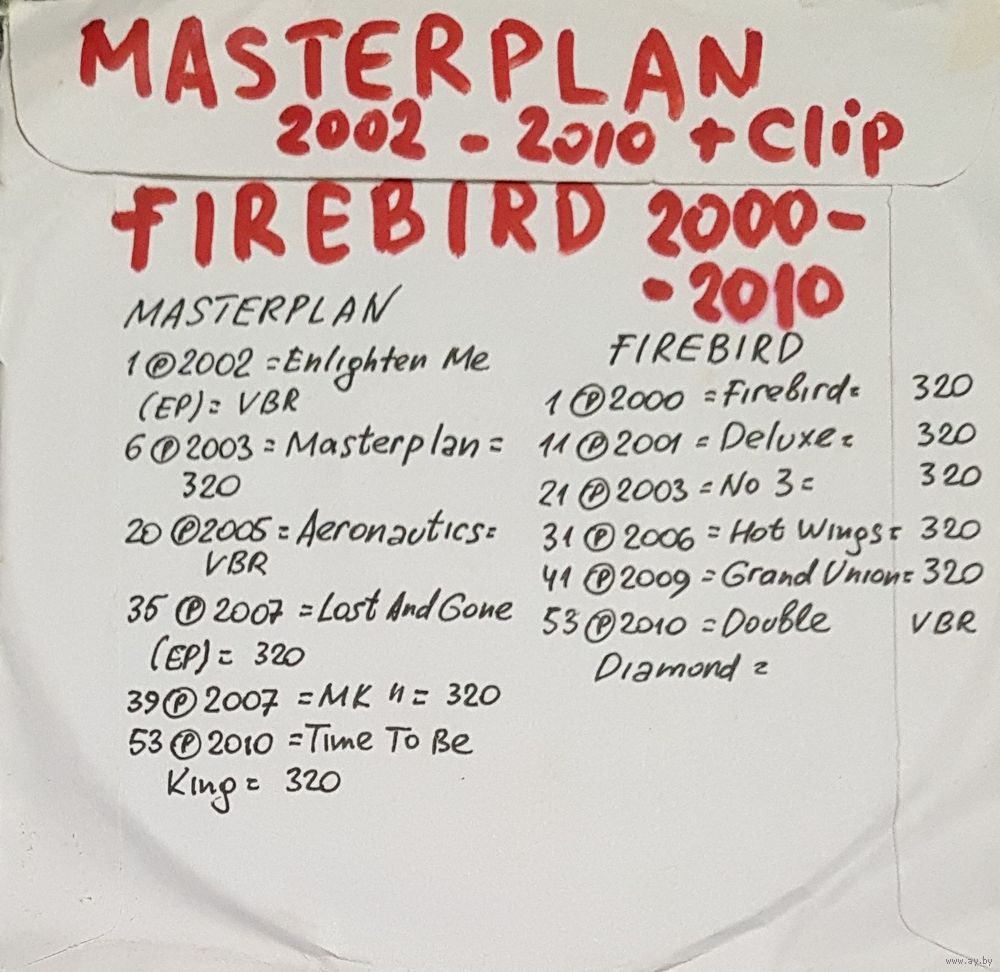 MASTERPLAN
2002 - 2010 + Clip
FIREBIRD 2000-
- 2010
MASTERPLAN
1 ℗ 2002 = Enlighten Me
(EP) = VBR
6 ℗ 2003 = Masterplan =
320
20 ℗ 2005 = Aeronautics =
VBR
35 ℗ 2007 = Lost And Gone
(EP) = 320
39 ℗ 2007 = MK II = 320
53 ℗ 2010 = Time To Be
King = 320
FIREBIRD
1 ℗ 2000 = Firebird = 320
11 ℗ 2001 = Deluxe = 320
21 ℗ 2003 = No 3 = 320
31 ℗ 2006 = Hot Wings = 320
41 ℗ 2009 = Grand Union = 320
53 ℗ 2010 = Double VBR
Diamond =
www.ay.by